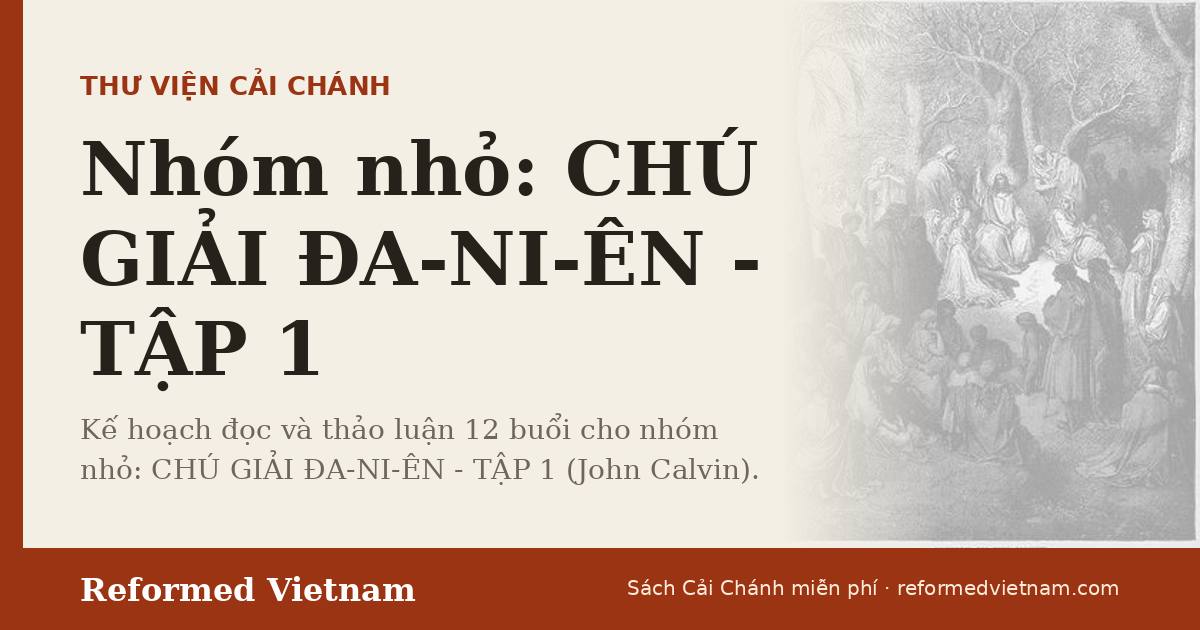 THƯ VIỆN CẢI CHÁNH
Nhóm nhỏ: CHÚ
GIẢI ĐA-NI-ÊN -
TẬP 1
Kế hoạch đọc và thảo luận 12 buổi cho nhóm
nhỏ: CHÚ GIẢI ĐA-NI-ÊN - TẬP 1 (John Calvin).
Reformed Vietnam
Sách Cải Chánh miễn phí · reformedvietnam.com